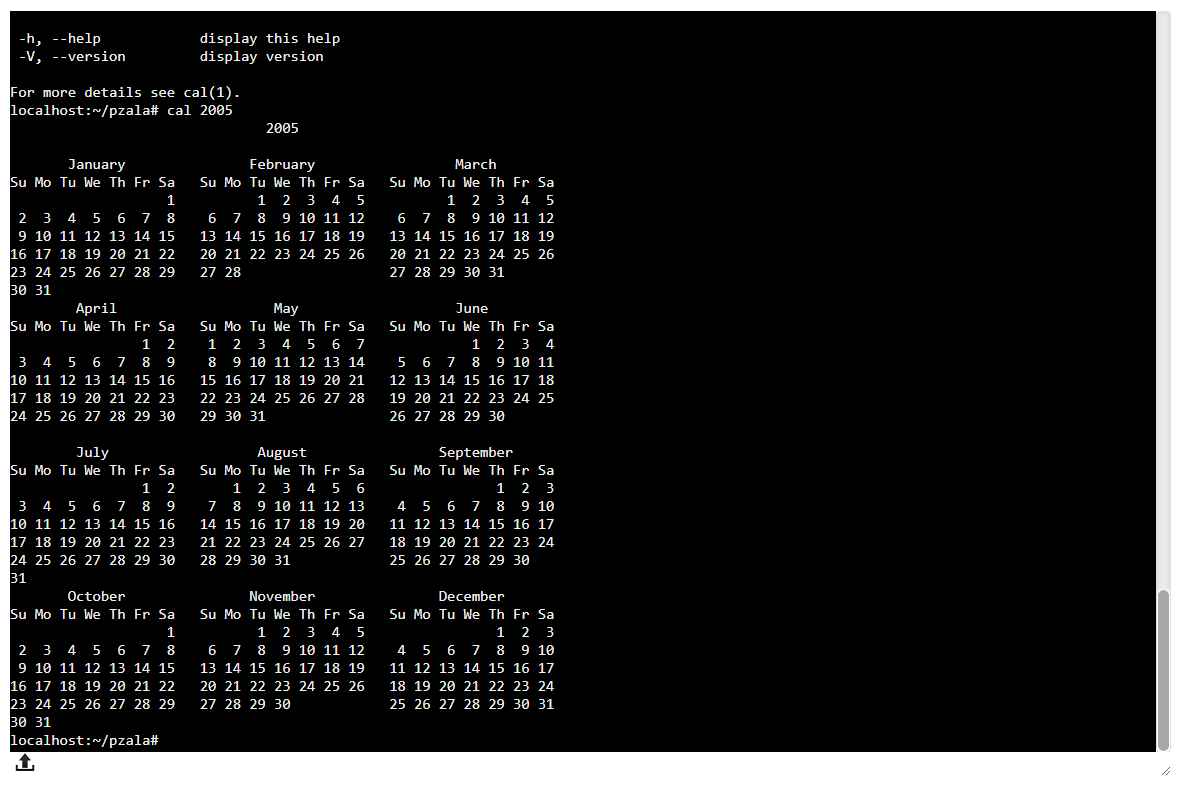 -h, --help            display this help
 -V, --version         display version

For more details see cal(1).
localhost:~/pzala# cal 2005
                               2005

       January               February                 March
Su Mo Tu We Th Fr Sa   Su Mo Tu We Th Fr Sa   Su Mo Tu We Th Fr Sa
                   1          1  2  3  4  5          1  2  3  4  5
 2  3  4  5  6  7  8    6  7  8  9 10 11 12    6  7  8  9 10 11 12
 9 10 11 12 13 14 15   13 14 15 16 17 18 19   13 14 15 16 17 18 19
16 17 18 19 20 21 22   20 21 22 23 24 25 26   20 21 22 23 24 25 26
23 24 25 26 27 28 29   27 28                  27 28 29 30 31
30 31
        April                   May                   June
Su Mo Tu We Th Fr Sa   Su Mo Tu We Th Fr Sa   Su Mo Tu We Th Fr Sa
                1  2    1  2  3  4  5  6  7             1  2  3  4
 3  4  5  6  7  8  9    8  9 10 11 12 13 14    5  6  7  8  9 10 11
10 11 12 13 14 15 16   15 16 17 18 19 20 21   12 13 14 15 16 17 18
17 18 19 20 21 22 23   22 23 24 25 26 27 28   19 20 21 22 23 24 25
24 25 26 27 28 29 30   29 30 31               26 27 28 29 30

        July                  August                September
Su Mo Tu We Th Fr Sa   Su Mo Tu We Th Fr Sa   Su Mo Tu We Th Fr Sa
                1  2       1  2  3  4  5  6                1  2  3
 3  4  5  6  7  8  9    7  8  9 10 11 12 13    4  5  6  7  8  9 10
10 11 12 13 14 15 16   14 15 16 17 18 19 20   11 12 13 14 15 16 17
17 18 19 20 21 22 23   21 22 23 24 25 26 27   18 19 20 21 22 23 24
24 25 26 27 28 29 30   28 29 30 31            25 26 27 28 29 30
31
       October               November               December
Su Mo Tu We Th Fr Sa   Su Mo Tu We Th Fr Sa   Su Mo Tu We Th Fr Sa
                   1          1  2  3  4  5                1  2  3
 2  3  4  5  6  7  8    6  7  8  9 10 11 12    4  5  6  7  8  9 10
 9 10 11 12 13 14 15   13 14 15 16 17 18 19   11 12 13 14 15 16 17
16 17 18 19 20 21 22   20 21 22 23 24 25 26   18 19 20 21 22 23 24
23 24 25 26 27 28 29   27 28 29 30            25 26 27 28 29 30 31
30 31
localhost:~/pzala#